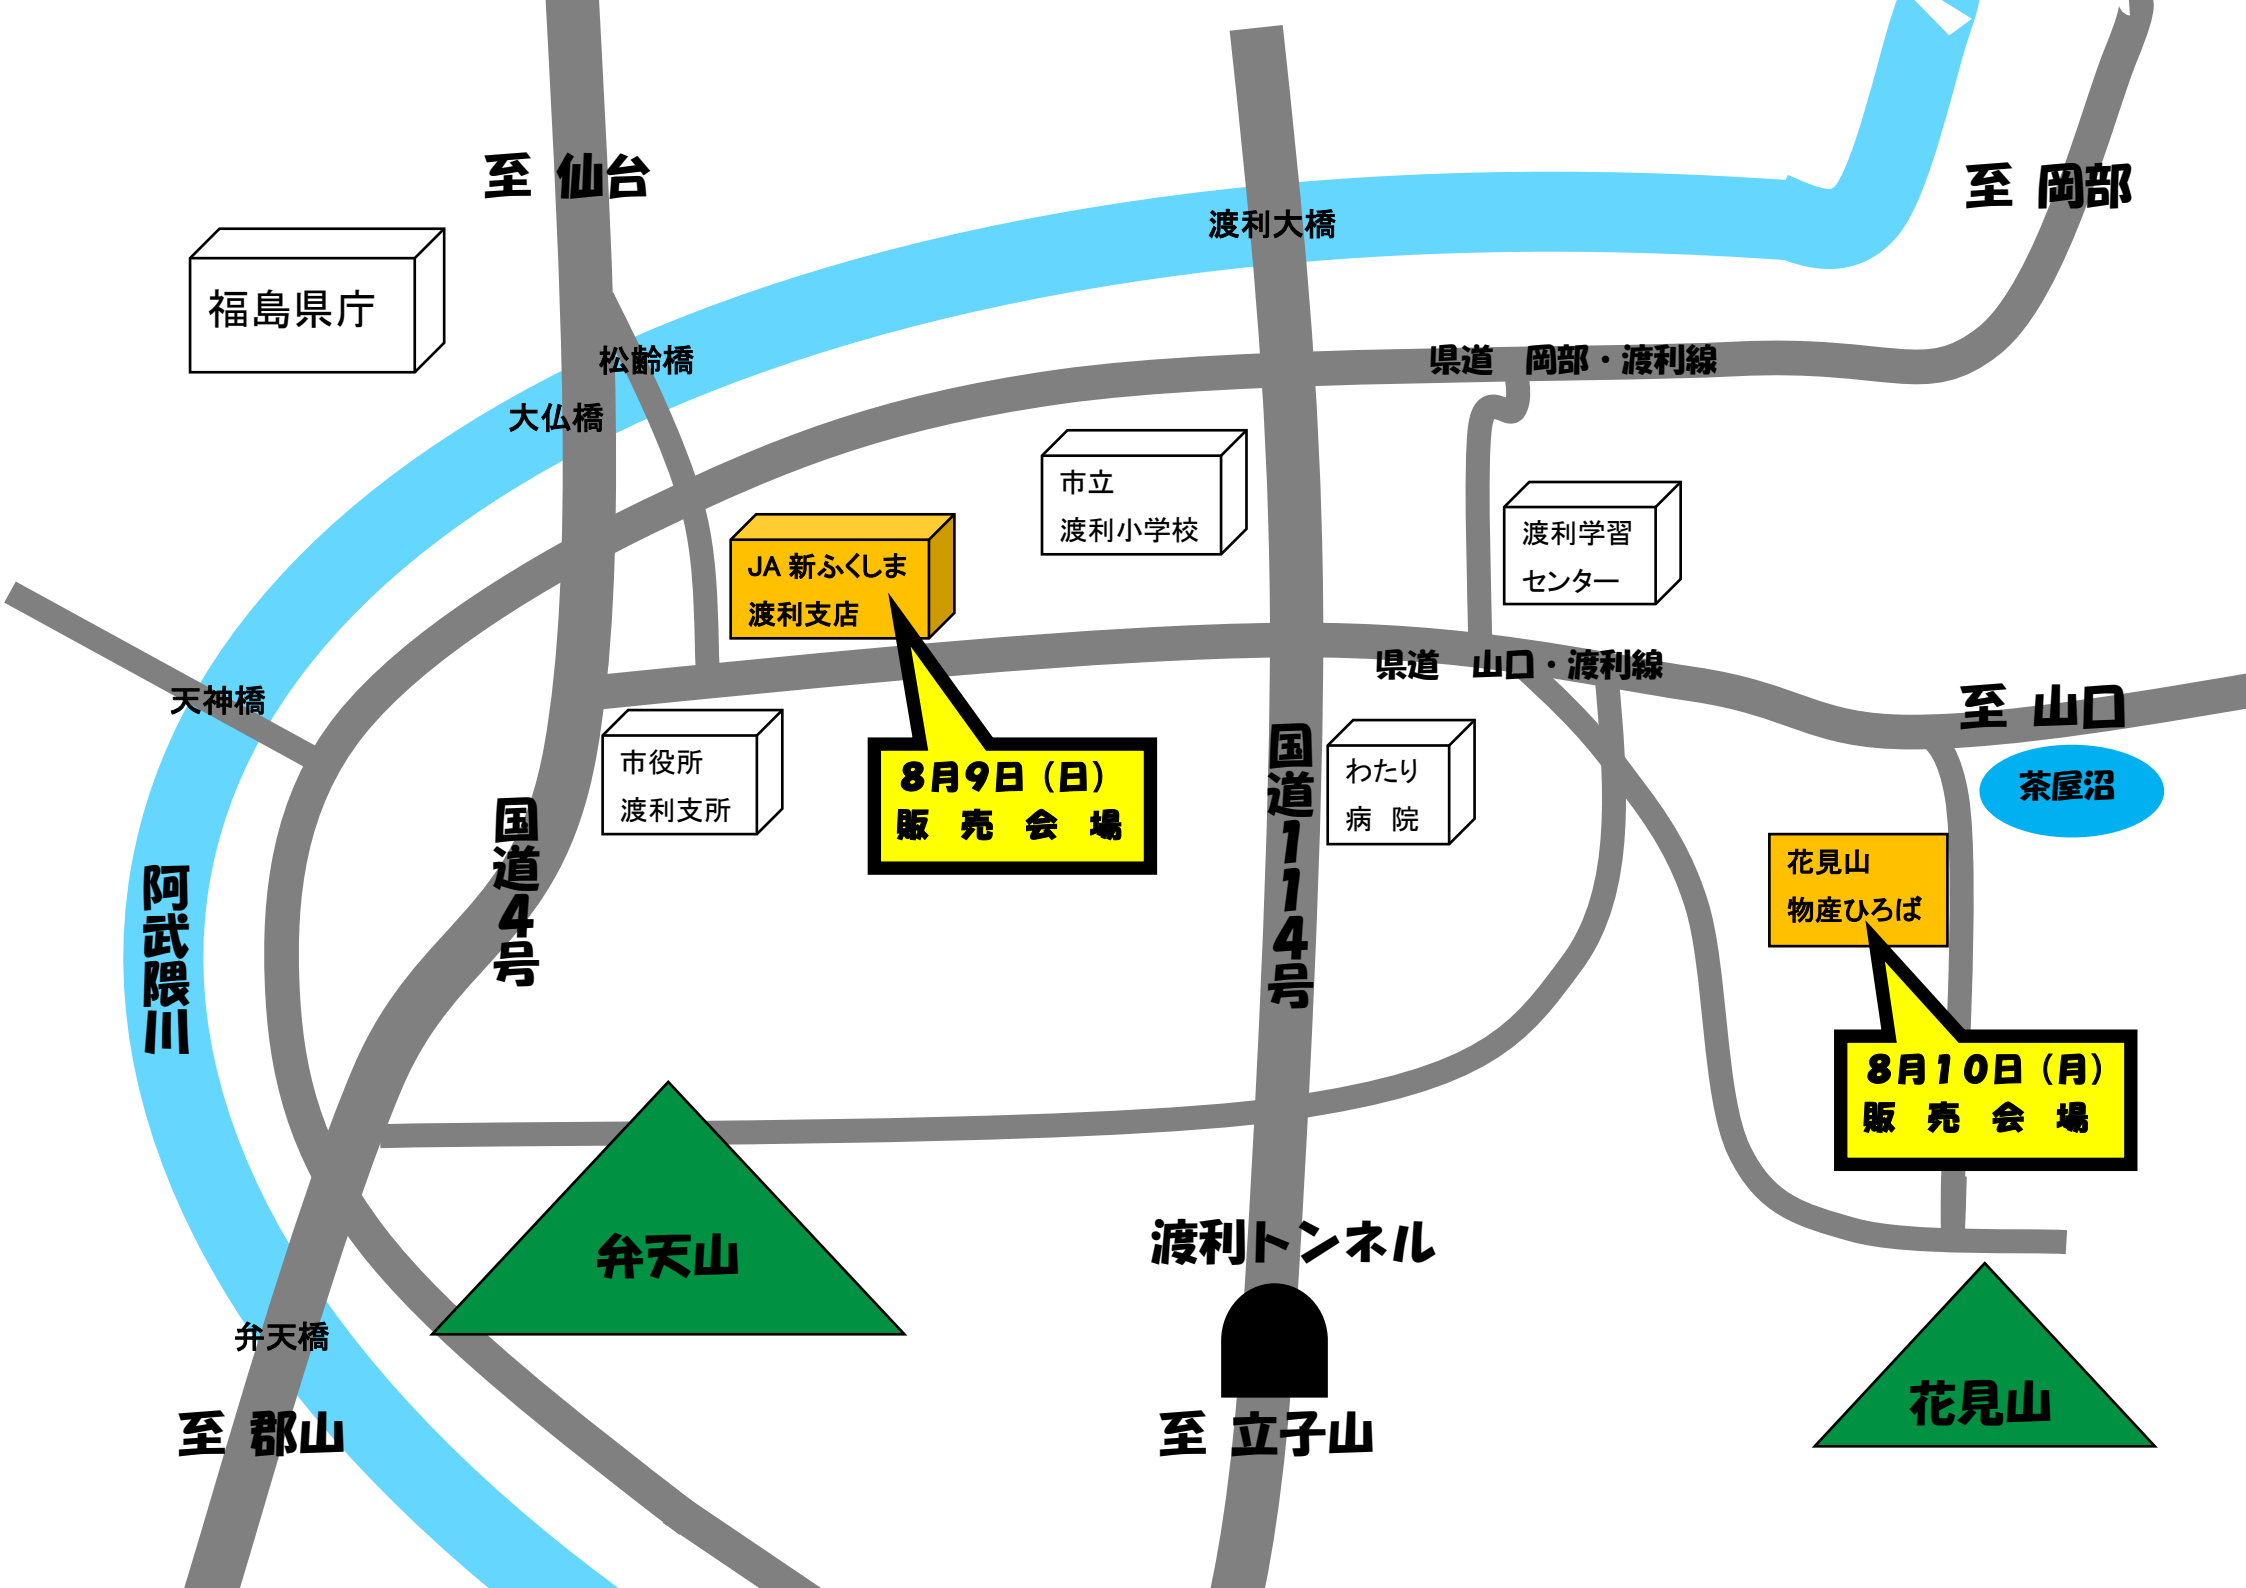 至 仙台
至 岡部
渡利大橋
福島県庁
松齢橋
県道　岡部・渡利線
大仏橋
市立
渡利小学校
渡利学習
センター
JA 新ふくしま
渡利支店
天神橋
県道　山口・渡利線
至 山口
市役所
渡利支所
8月9日（日）
販　売　会　場
国道114号
わたり
病　院
茶屋沼
国道4号
花見山
物産ひろば
阿武隈川
8月10日（月）
販　売　会　場
弁天山
渡利トンネル
弁天橋
至 郡山
至 立子山
花見山